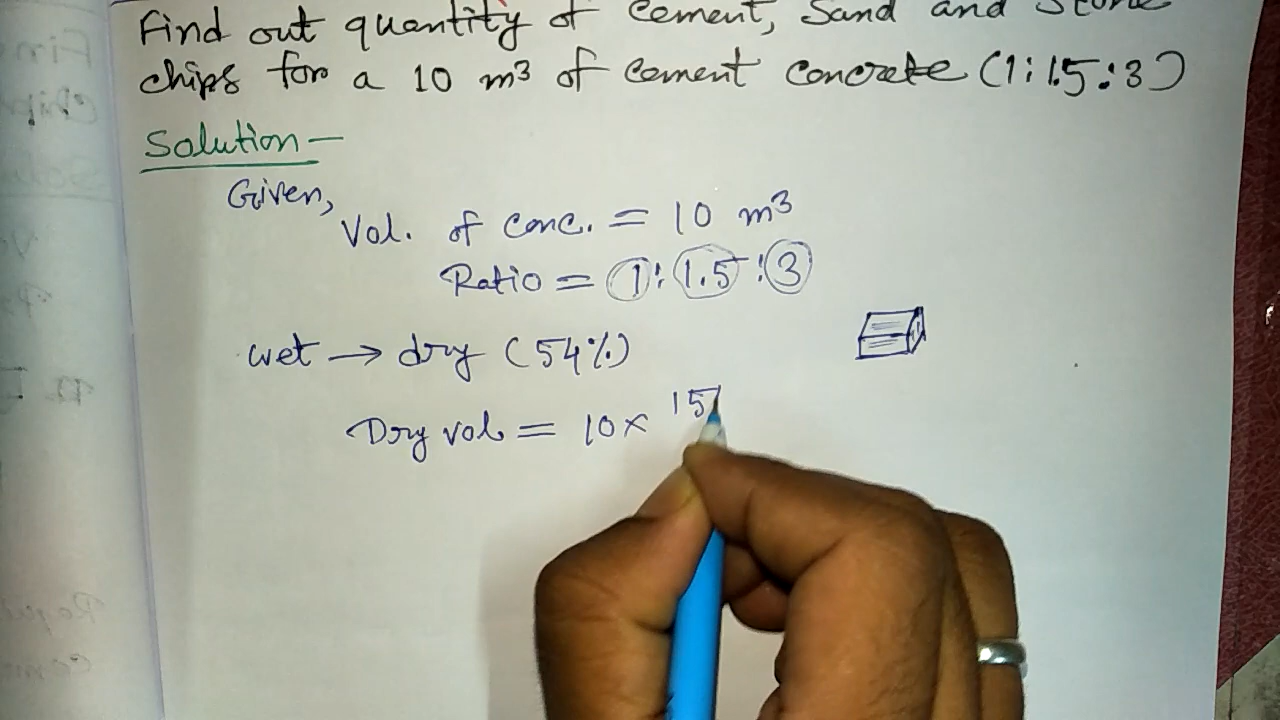 Find out quantity of Cement, Sand and Stone
chips for a 10 m³ of cement concrete (1:1.5:3)
Solution -
Given,
Vol. of conc. = 10 m³
Ratio = 1:1.5:3
wet → dry (54%)
Dry vol = 10 × 15